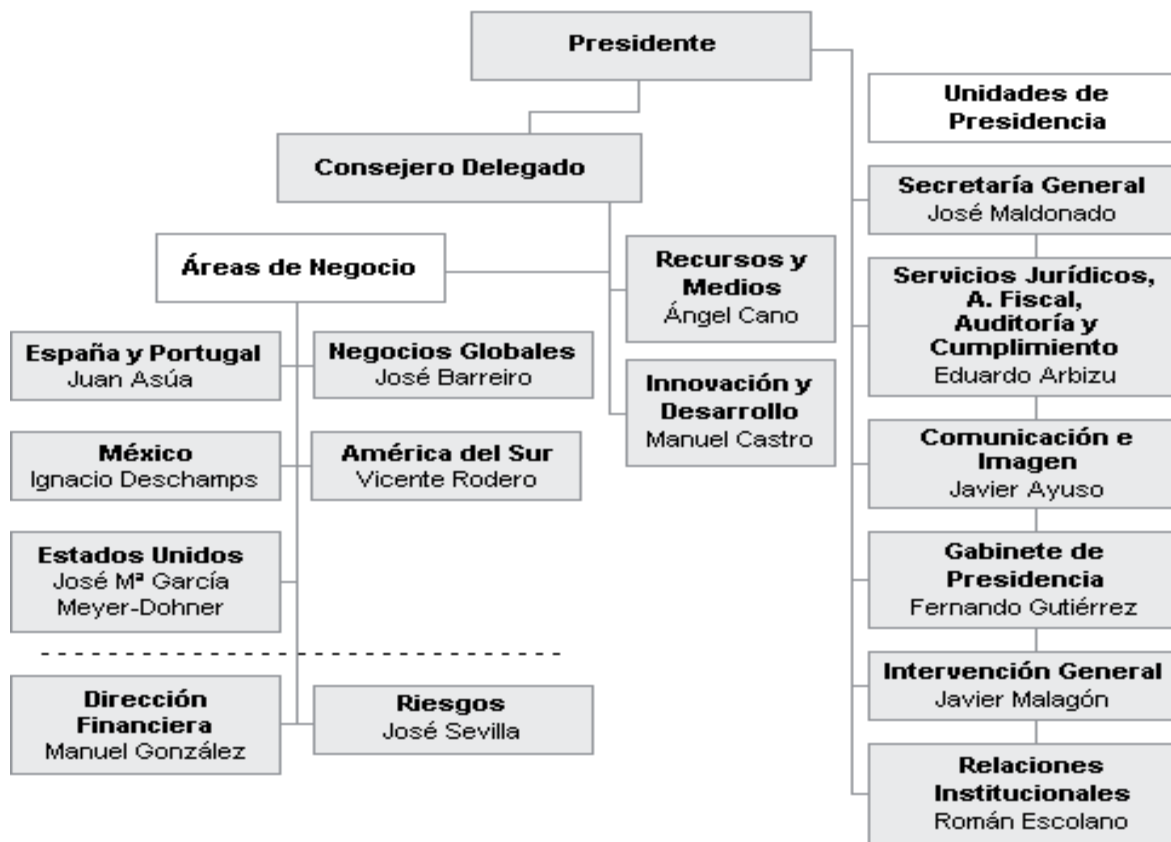 Presidente
Consejero Delegado
Áreas de Negocio
España y Portugal
Juan Asúa
Negocios Globales
José Barreiro
México
Ignacio Deschamps
América del Sur
Vicente Rodero
Estados Unidos
José Mª García
Meyer-Dohner
Dirección
Financiera
Manuel González
Riesgos
José Sevilla
Recursos y
Medios
Ángel Cano
Innovación y
Desarrollo
Manuel Castro
Unidades de
Presidencia
Secretaría General
José Maldonado
Servicios Jurídicos,
A. Fiscal,
Auditoría y
Cumplimiento
Eduardo Arbizu
Comunicación e
Imagen
Javier Ayuso
Gabinete de
Presidencia
Fernando Gutiérrez
Intervención General
Javier Malagón
Relaciones
Institucionales
Román Escolano